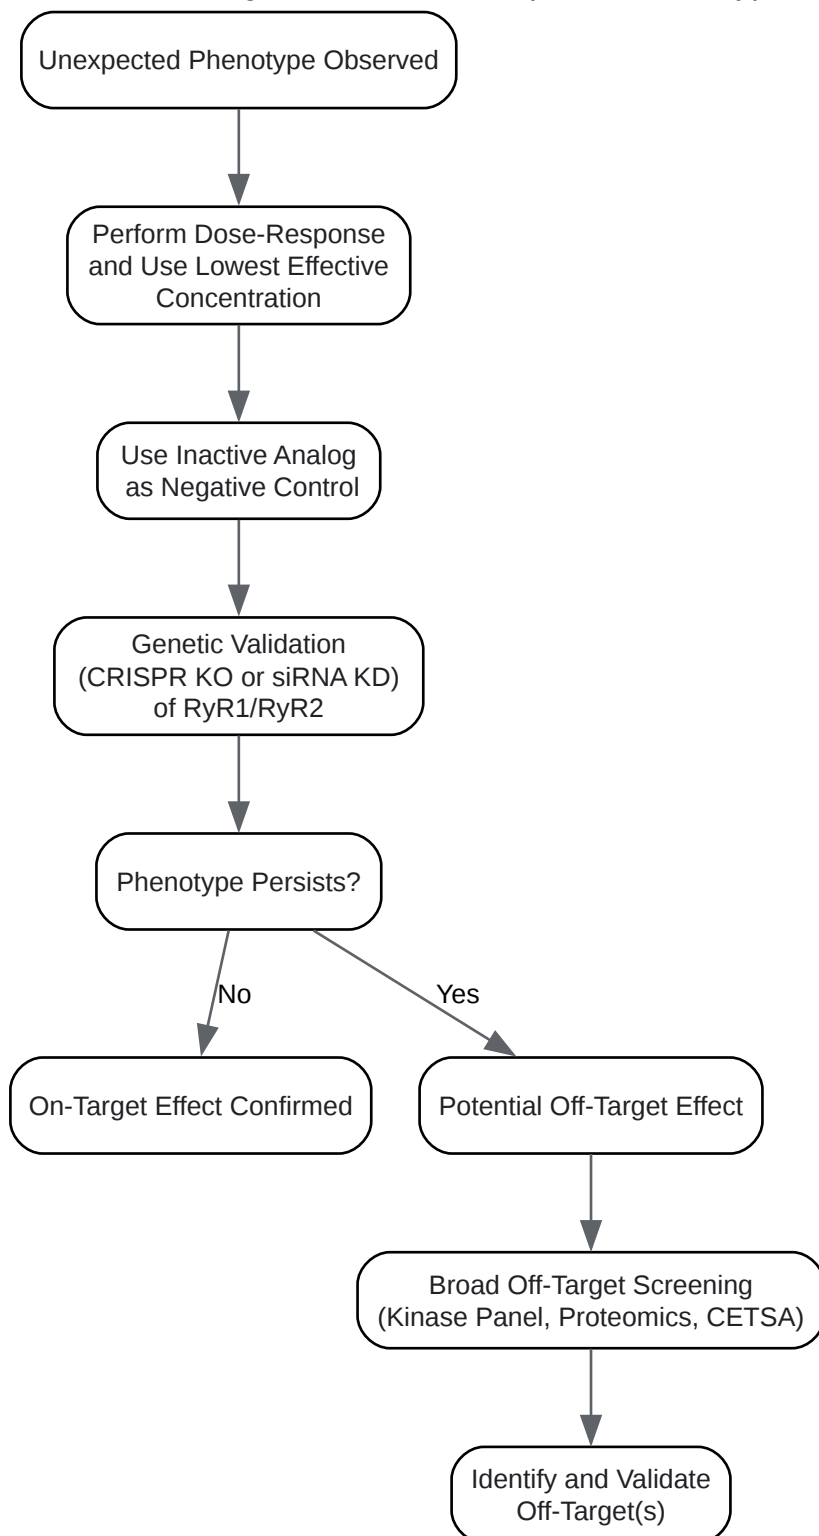 Unexpected Phenotype Observed
Perform Dose-Response
and Use Lowest Effective
Concentration
Use Inactive Analog
as Negative Control
Genetic Validation
(CRISPR KO or siRNA KD)
of RyR1/RyR2
Phenotype Persists?
No
Yes
On-Target Effect Confirmed
Potential Off-Target Effect
Broad Off-Target Screening
(Kinase Panel, Proteomics, CETSA)
Identify and Validate
Off-Target(s)